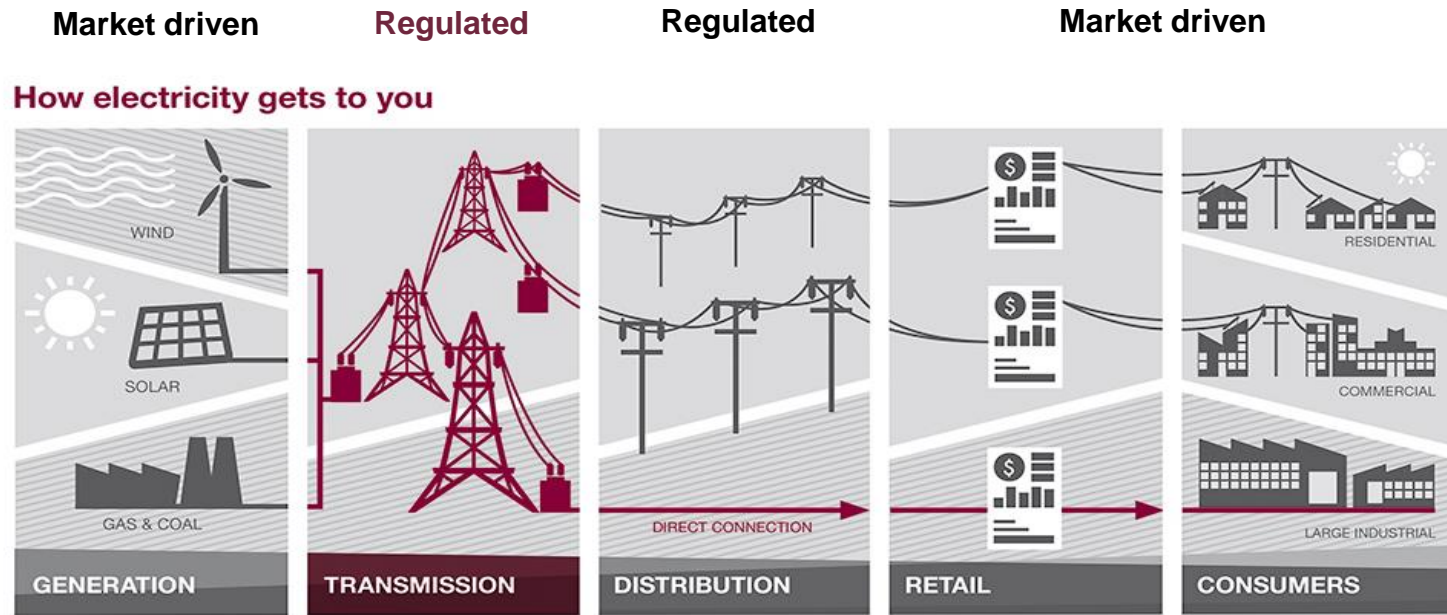 Market driven
Regulated
Regulated
Market driven
How electricity gets to you
WIND
SOLAR
GAS & COAL
GENERATION
TRANSMISSION
DIRECT CONNECTION
DISTRIBUTION
$
$
$
RETAIL
RESIDENTIAL
COMMERCIAL
LARGE INDUSTRIAL
CONSUMERS